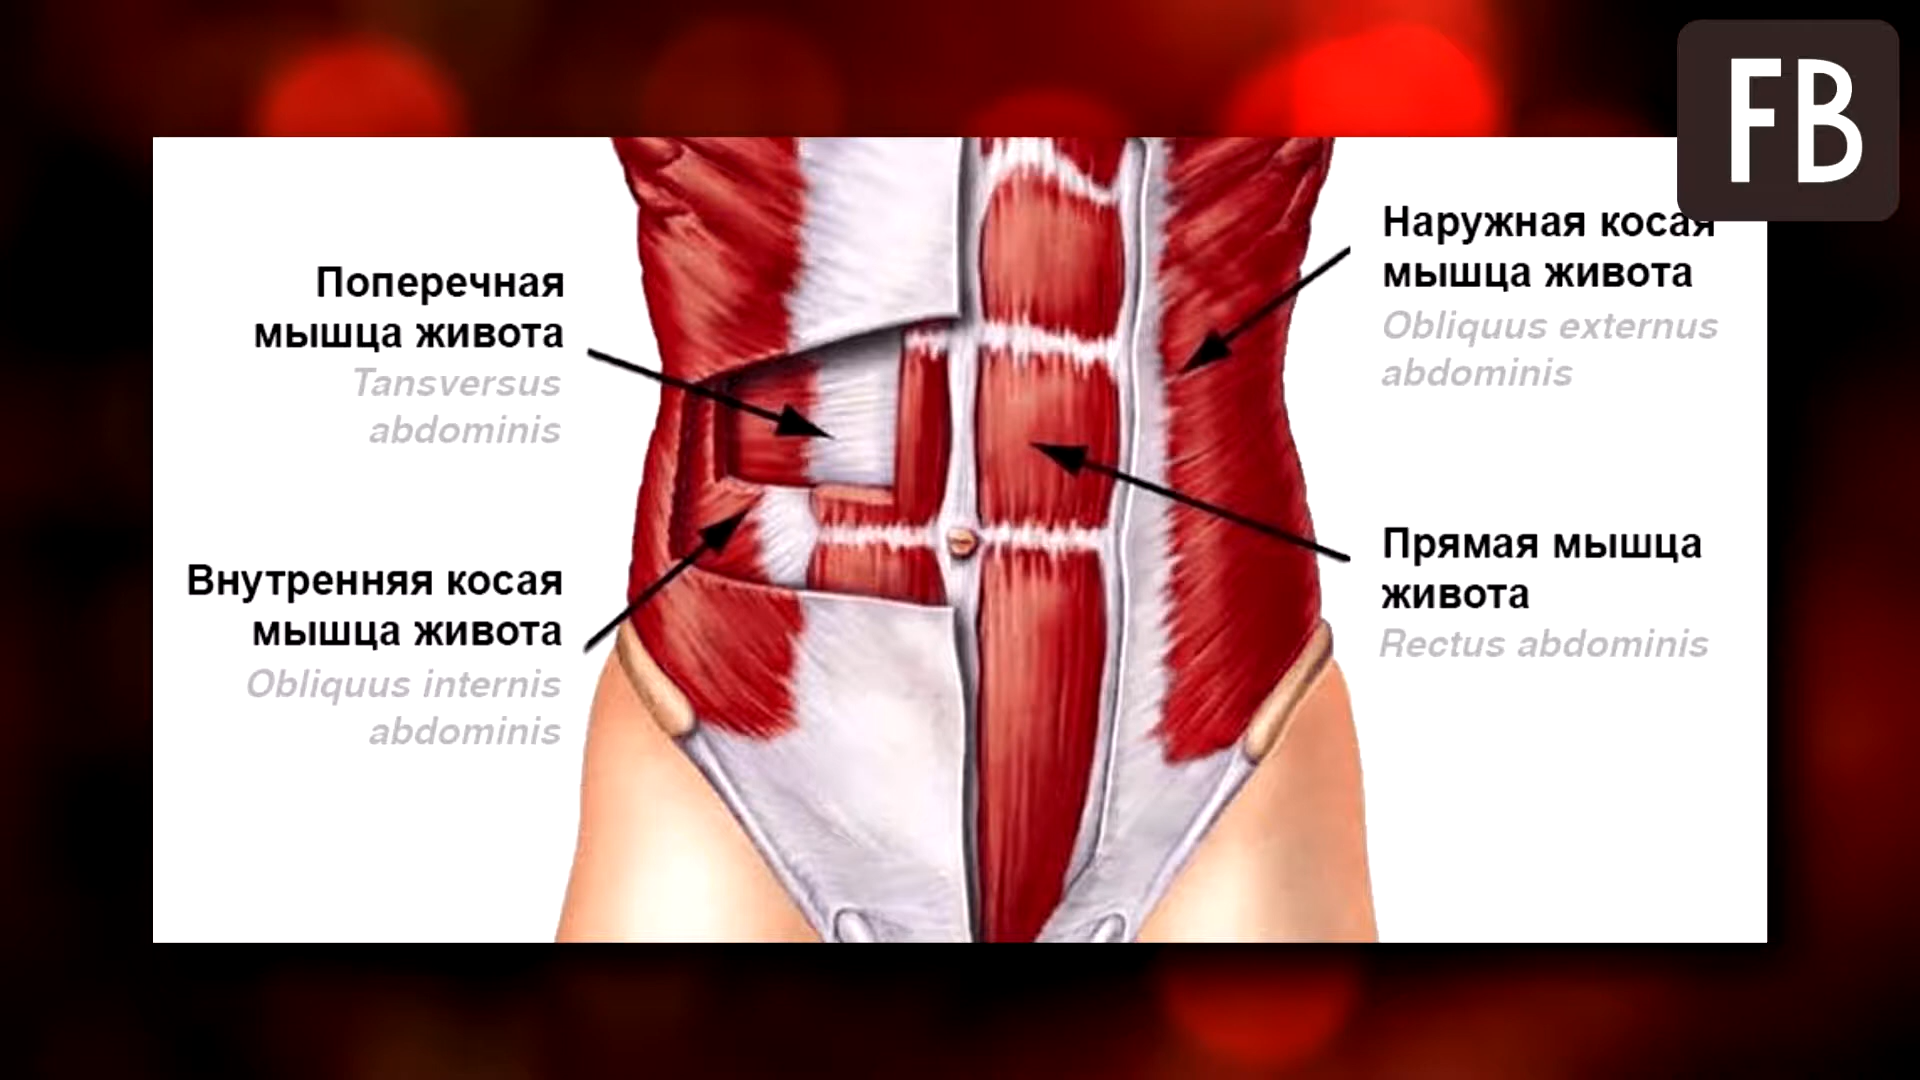 FB
Поперечная
мышца живота
Tansversus
abdominis
Внутренняя косая
мышца живота
Obliquus internis
abdominis
Наружная косая
мышца живота
Obliquus externus
abdominis
Прямая мышца
живота
Rectus abdominis